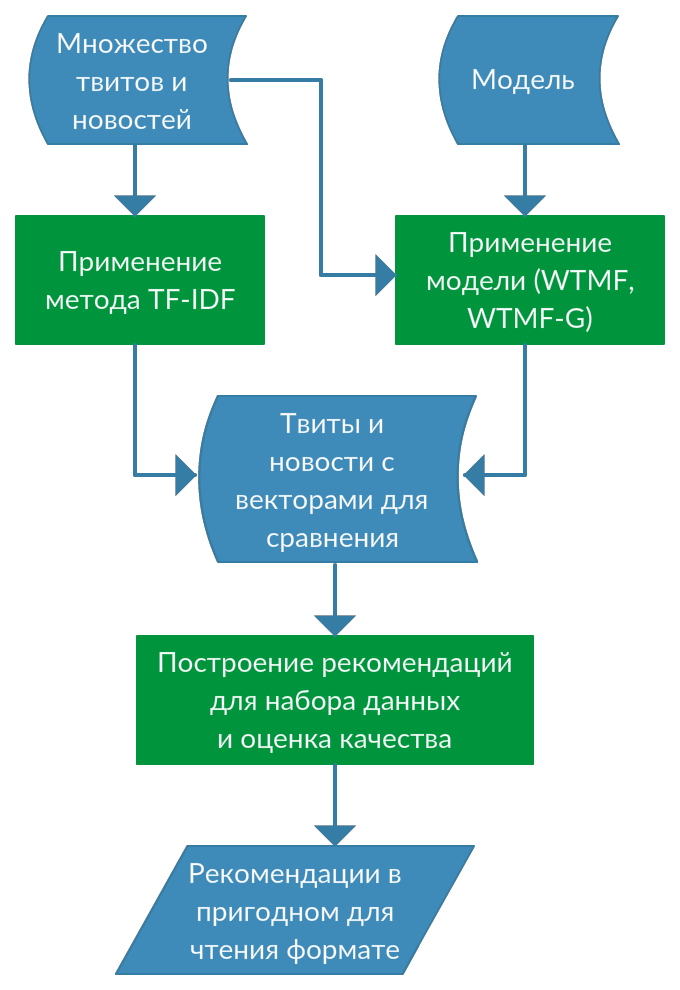 Множество
твитов и
новостей
Модель
Применение
метода TF-IDF
Применение
модели (WTMF,
WTMF-G)
Твиты и
новости с
векторами для
сравнения
Построение рекомендаций
для набора данных
и оценка качества
Рекомендации в
пригодном для
чтения формате